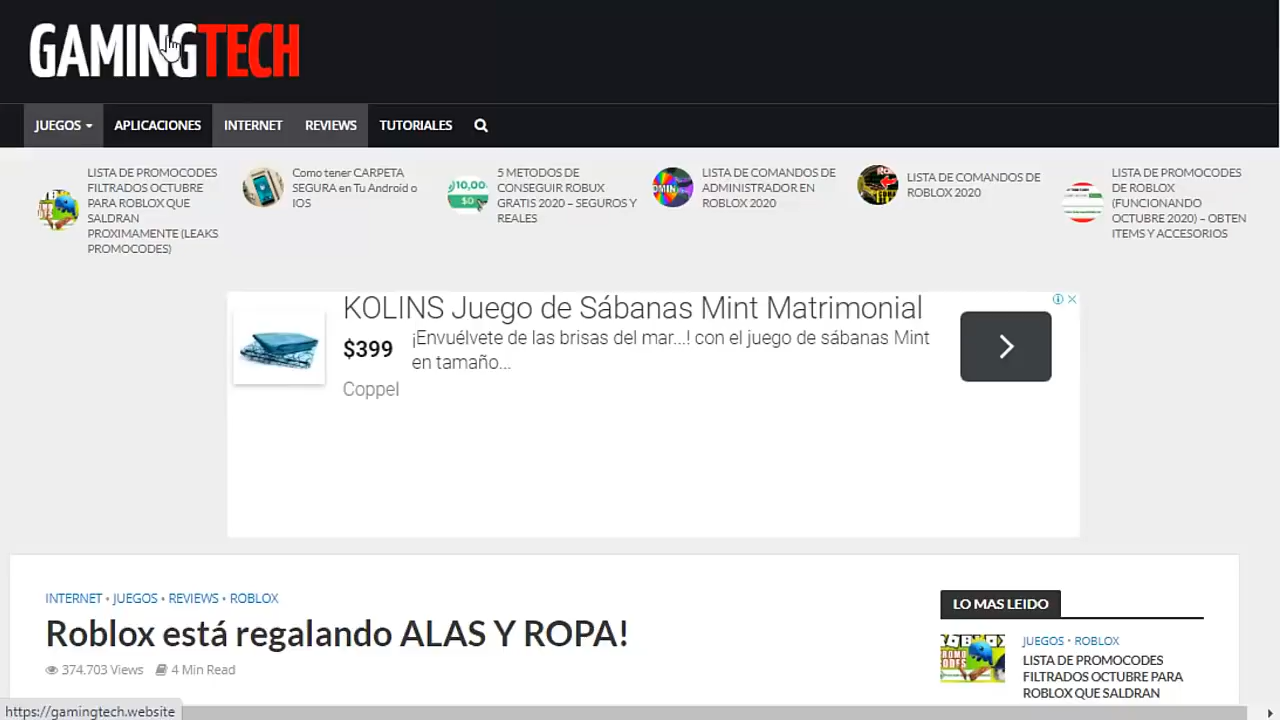 GAMINGTECH
JUEGOS APLICACIONES INTERNET REVIEWS TUTORIALES
LISTA DE PROMOCODES
FILTRADOS OCTUBRE
PARA ROBLOX QUE
SALDRAN
PROXIMAMENTE (LEAKS
PROMOCODES)
Como tener CARPETA
SEGURA en Tu Android o
IOS
10,00
$0
5 METODOS DE
CONSEGUIR ROBUX
GRATIS 2020 – SEGUROS Y
REALES
DMIN
LISTA DE COMANDOS DE
ADMINISTRADOR EN
ROBLOX 2020
LISTA DE COMANDOS DE
ROBLOX 2020
LISTA DE PROMOCODES
DE ROBLOX
(FUNCIONANDO
OCTUBRE 2020) – OBTEN
ITEMS Y ACCESORIOS
KOLINS Juego de Sábanas Mint Matrimonial
$399
¡Envuélvete de las brisas del mar...! con el juego de sábanas Mint
en tamaño...
Coppel
INTERNET • JUEGOS • REVIEWS • ROBLOX
Roblox está regalando ALAS Y ROPA!
374.703 Views 4 Min Read
LO MAS LEIDO
JUEGOS • ROBLOX
LISTA DE PROMOCODES
FILTRADOS OCTUBRE PARA
ROBLOX QUE SALDRAN
https://gamingtech.website